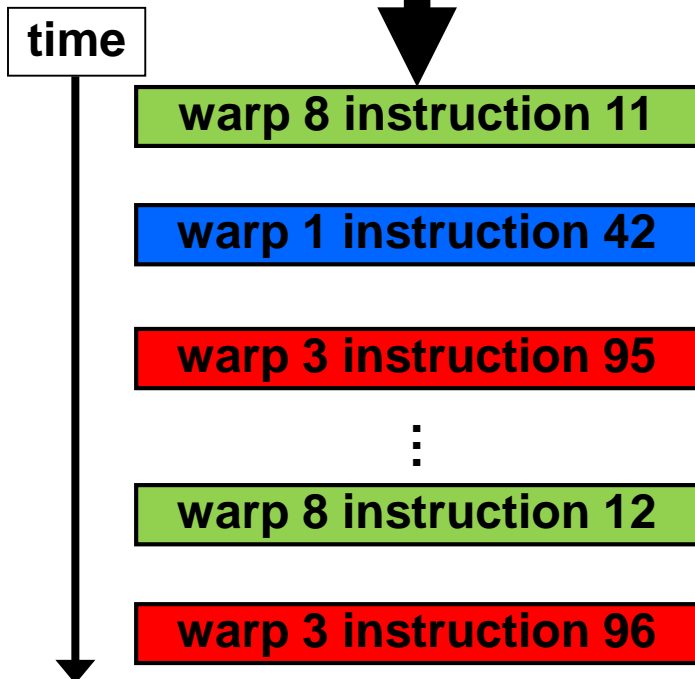 time
warp 8 instruction 11
warp 1 instruction 42
warp 3 instruction 95
⋮
warp 8 instruction 12
warp 3 instruction 96